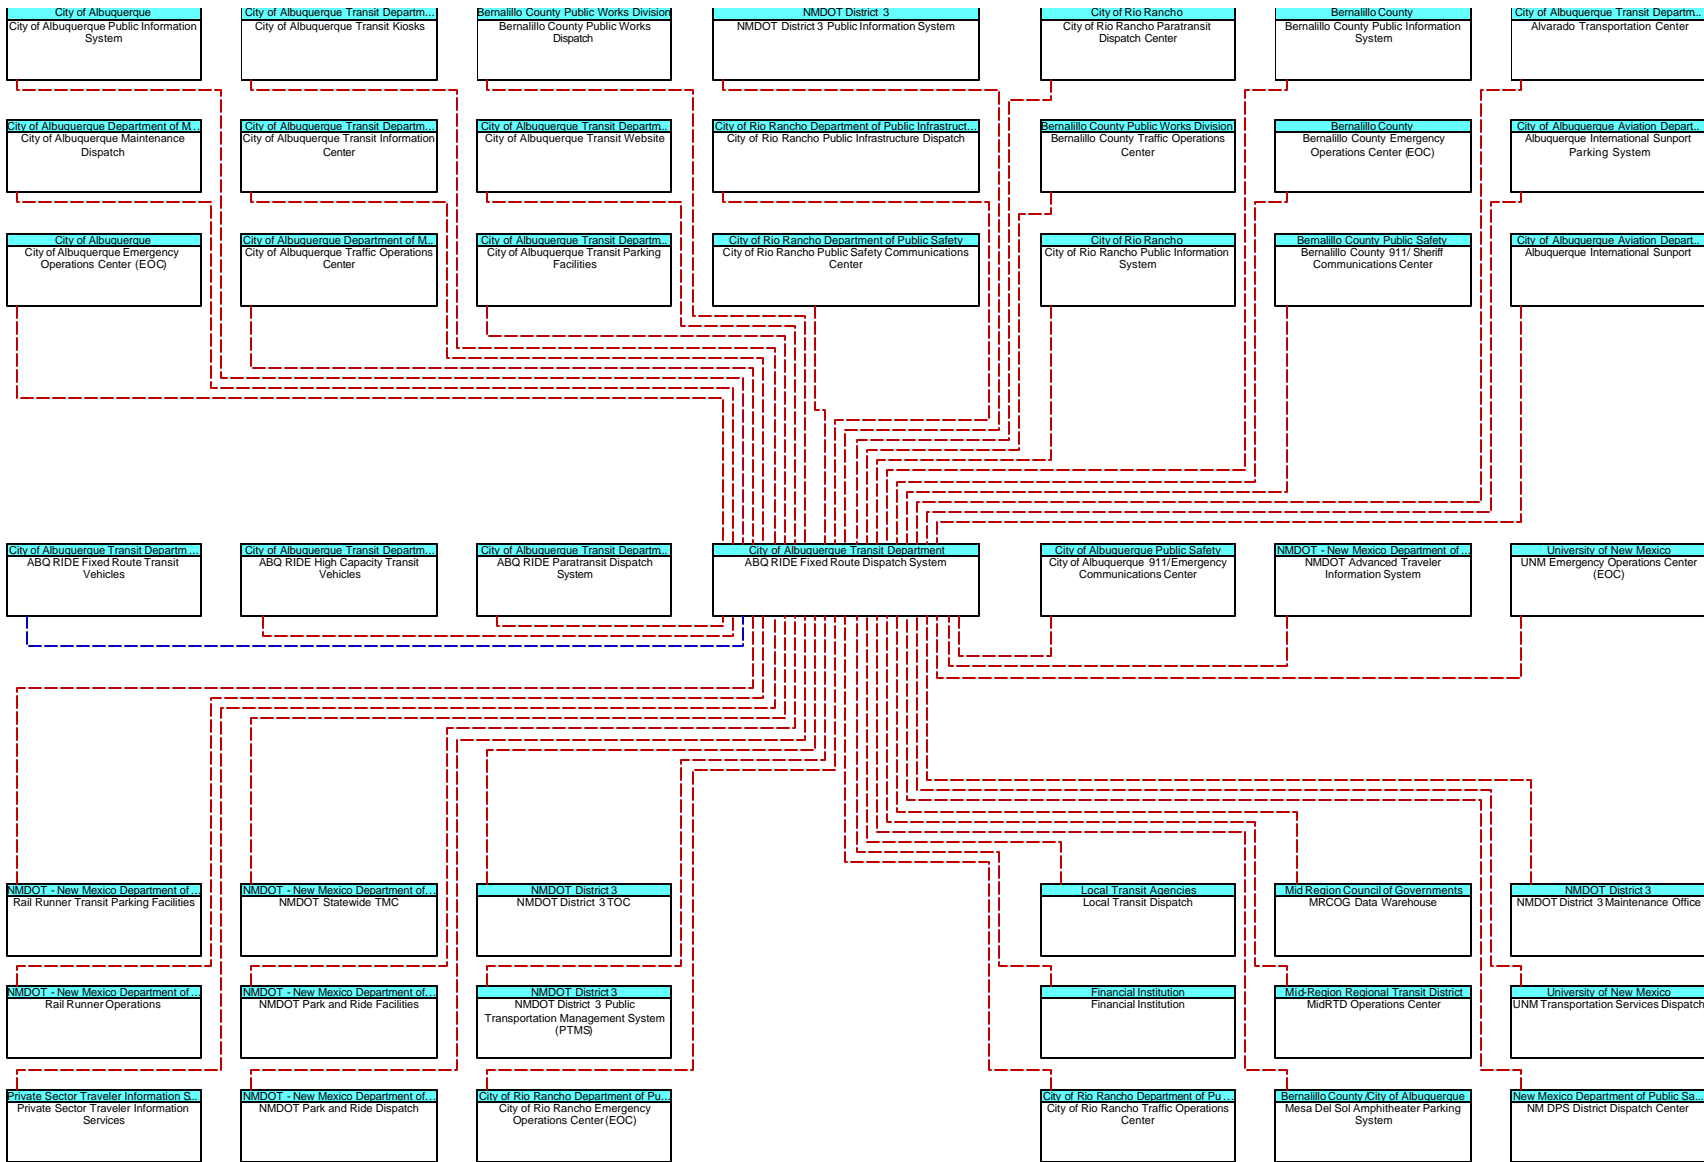 City of Albuquerque
City of Albuquerque Public Information
System
City of Albuquerque Transit Departm...
City of Albuquerque Transit Kiosks
Bernalillo County Public Works Division
Bernalillo County Public Works
Dispatch
NMDOT District 3
NMDOT District 3 Public Information System
City of Rio Rancho
City of Rio Rancho Paratransit
Dispatch Center
Bernalillo County
Bernalillo County Public Information
System
City of Albuquerque Transit Departm...
Alvarado Transportation Center
City of Albuquerque Department of M...
City of Albuquerque Maintenance
Dispatch
City of Albuquerque Transit Departm...
City of Albuquerque Transit Information
Center
City of Albuquerque Transit Departm...
City of Albuquerque Transit Website
City of Rio Rancho Department of Public Infrastruct...
City of Rio Rancho Public Infrastructure Dispatch
Bernalillo County Public Works Division
Bernalillo County Traffic Operations
Center
Bernalillo County
Bernalillo County Emergency
Operations Center (EOC)
City of Albuquerque Aviation Depart...
Albuquerque International Sunport
Parking System
City of Albuquerque
City of Albuquerque Emergency
Operations Center (EOC)
City of Albuquerque Department of M...
City of Albuquerque Traffic Operations
Center
City of Albuquerque Transit Departm...
City of Albuquerque Transit Parking
Facilities
City of Rio Rancho Department of Public Safety
City of Rio Rancho Public Safety Communications
Center
City of Rio Rancho
City of Rio Rancho Public Information
System
Bernalillo County Public Safety
Bernalillo County 911/ Sheriff
Communications Center
City of Albuquerque Aviation Depart...
Albuquerque International Sunport
City of Albuquerque Transit Departm...
ABQ RIDE Fixed Route Transit
Vehicles
City of Albuquerque Transit Departm...
ABQ RIDE High Capacity Transit
Vehicles
City of Albuquerque Transit Departm...
ABQ RIDE Paratransit Dispatch
System
City of Albuquerque Transit Department
ABQ RIDE Fixed Route Dispatch System
City of Albuquerque Public Safety
City of Albuquerque 911/Emergency
Communications Center
NMDOT - New Mexico Department of ...
NMDOT Advanced Traveler
Information System
University of New Mexico
UNM Emergency Operations Center
(EOC)
NMDOT - New Mexico Department of ...
Rail Runner Transit Parking Facilities
NMDOT - New Mexico Department of...
NMDOT Statewide TMC
NMDOT District 3
NMDOT District 3 TOC
Local Transit Agencies
Local Transit Dispatch
Mid Region Council of Governments
MRCOG Data Warehouse
NMDOT District 3
NMDOT District 3 Maintenance Office
NMDOT - New Mexico Department of ...
Rail Runner Operations
NMDOT - New Mexico Department of...
NMDOT Park and Ride Facilities
NMDOT District 3
NMDOT District 3 Public
Transportation Management System
(PTMS)
Financial Institution
Financial Institution
Mid-Region Regional Transit District
MidRTD Operations Center
University of New Mexico
UNM Transportation Services Dispatch
Private Sector Traveler Information S...
Private Sector Traveler Information
Services
NMDOT - New Mexico Department of...
NMDOT Park and Ride Dispatch
City of Rio Rancho Department of Pu...
City of Rio Rancho Emergency
Operations Center(EOC)
City of Rio Rancho Department of Pu...
City of Rio Rancho Traffic Operations
Center
Bernalillo County/City of Albuquerque
Mesa Del Sol Amphitheater Parking
System
New Mexico Department of Public Sa...
NM DPS District Dispatch Center